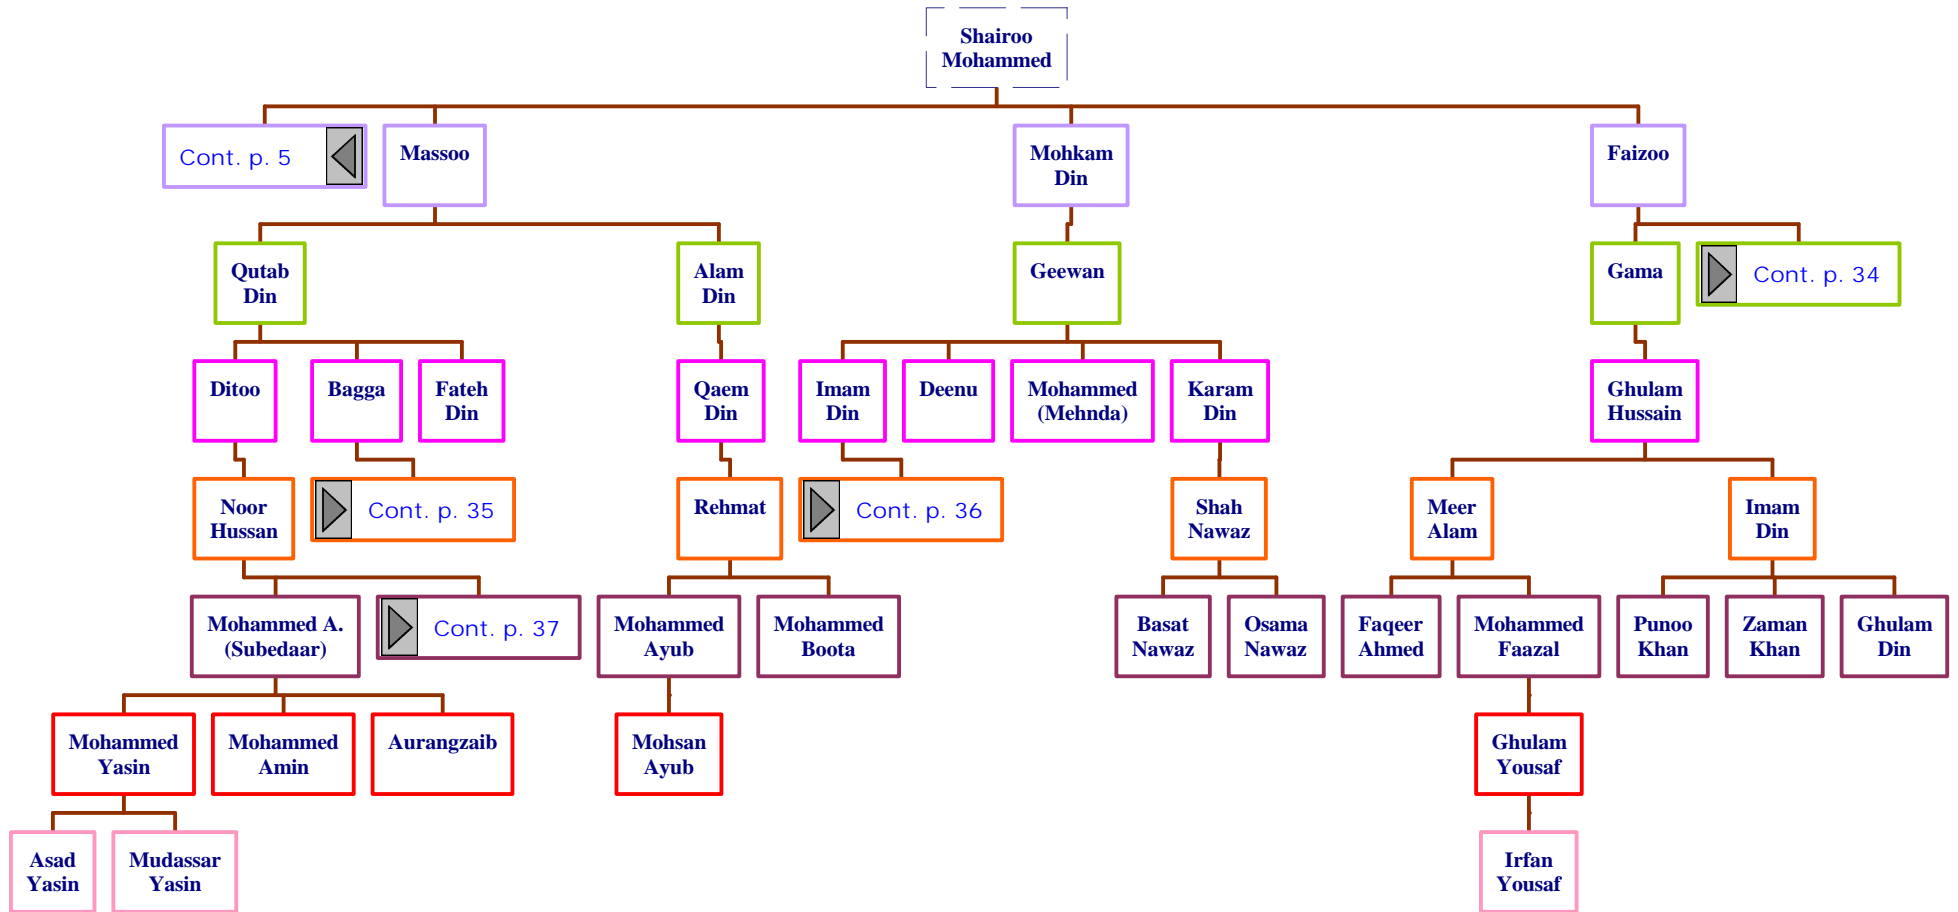 Shairoo
Mohammed
Cont. p. 5
Massoo
Mohkam
Din
Faizoo
Qutab
Din
Alam
Din
Geewan
Gama
Cont. p. 34
Ditoo
Bagga
Fateh
Din
Qaem
Din
Imam
Din
Deenu
Mohammed
(Mehnda)
Karam
Din
Ghulam
Hussain
Noor
Hussan
Cont. p. 35
Rehmat
Cont. p. 36
Shah
Nawaz
Meer
Alam
Imam
Din
Mohammed A.
(Subedaar)
Cont. p. 37
Mohammed
Ayub
Mohammed
Boota
Basat
Nawaz
Osama
Nawaz
Faqeer
Ahmed
Mohammed
Faazal
Punoo
Khan
Zaman
Khan
Ghulam
Din
Mohammed
Yasin
Mohammed
Amin
Aurangzaib
Mohsan
Ayub
Ghulam
Yousaf
Asad
Yasin
Mudassar
Yasin
Irfan
Yousaf